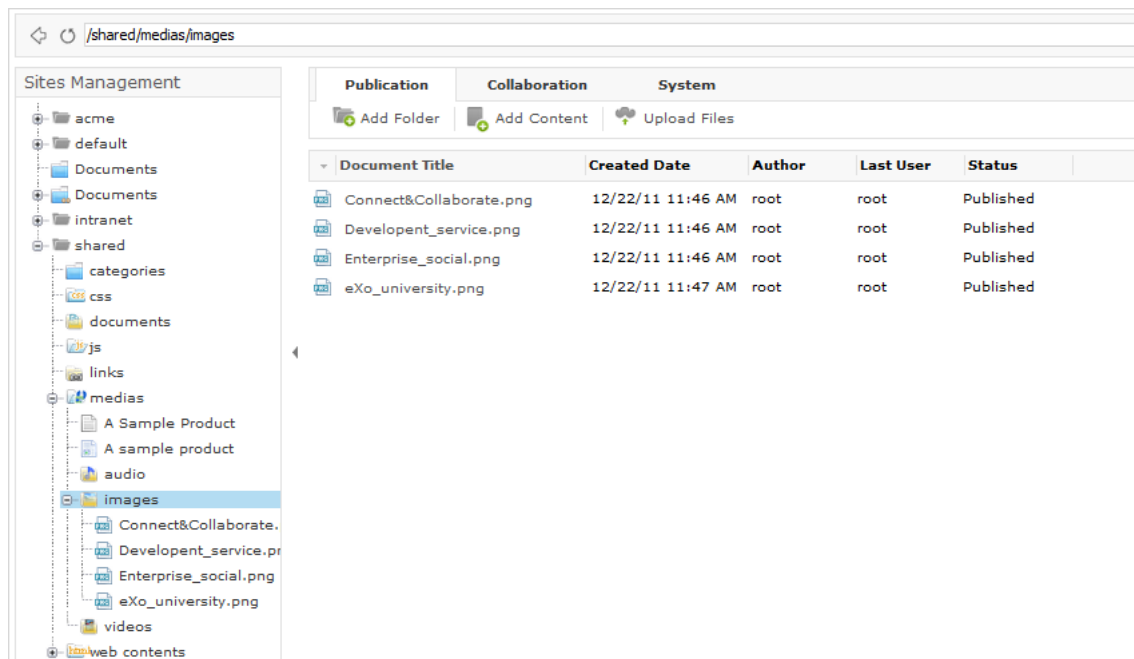 /shared/medias/images
Sites Management
acme
default
Documents
Documents
intranet
shared
categories
css
documents
js
links
medias
A Sample Product
A sample product
audio
images
Connect&Collaborate.
Developent_service.pr
Enterprise_social.png
eXo_university.png
videos
web contents
Publication Collaboration System
Add Folder Add Content Upload Files
Document Title Created Date Author Last User Status
Connect&Collaborate.png 12/22/11 11:46 AM root root Published
Developent_service.png 12/22/11 11:46 AM root root Published
Enterprise_social.png 12/22/11 11:46 AM root root Published
eXo_university.png 12/22/11 11:47 AM root root Published